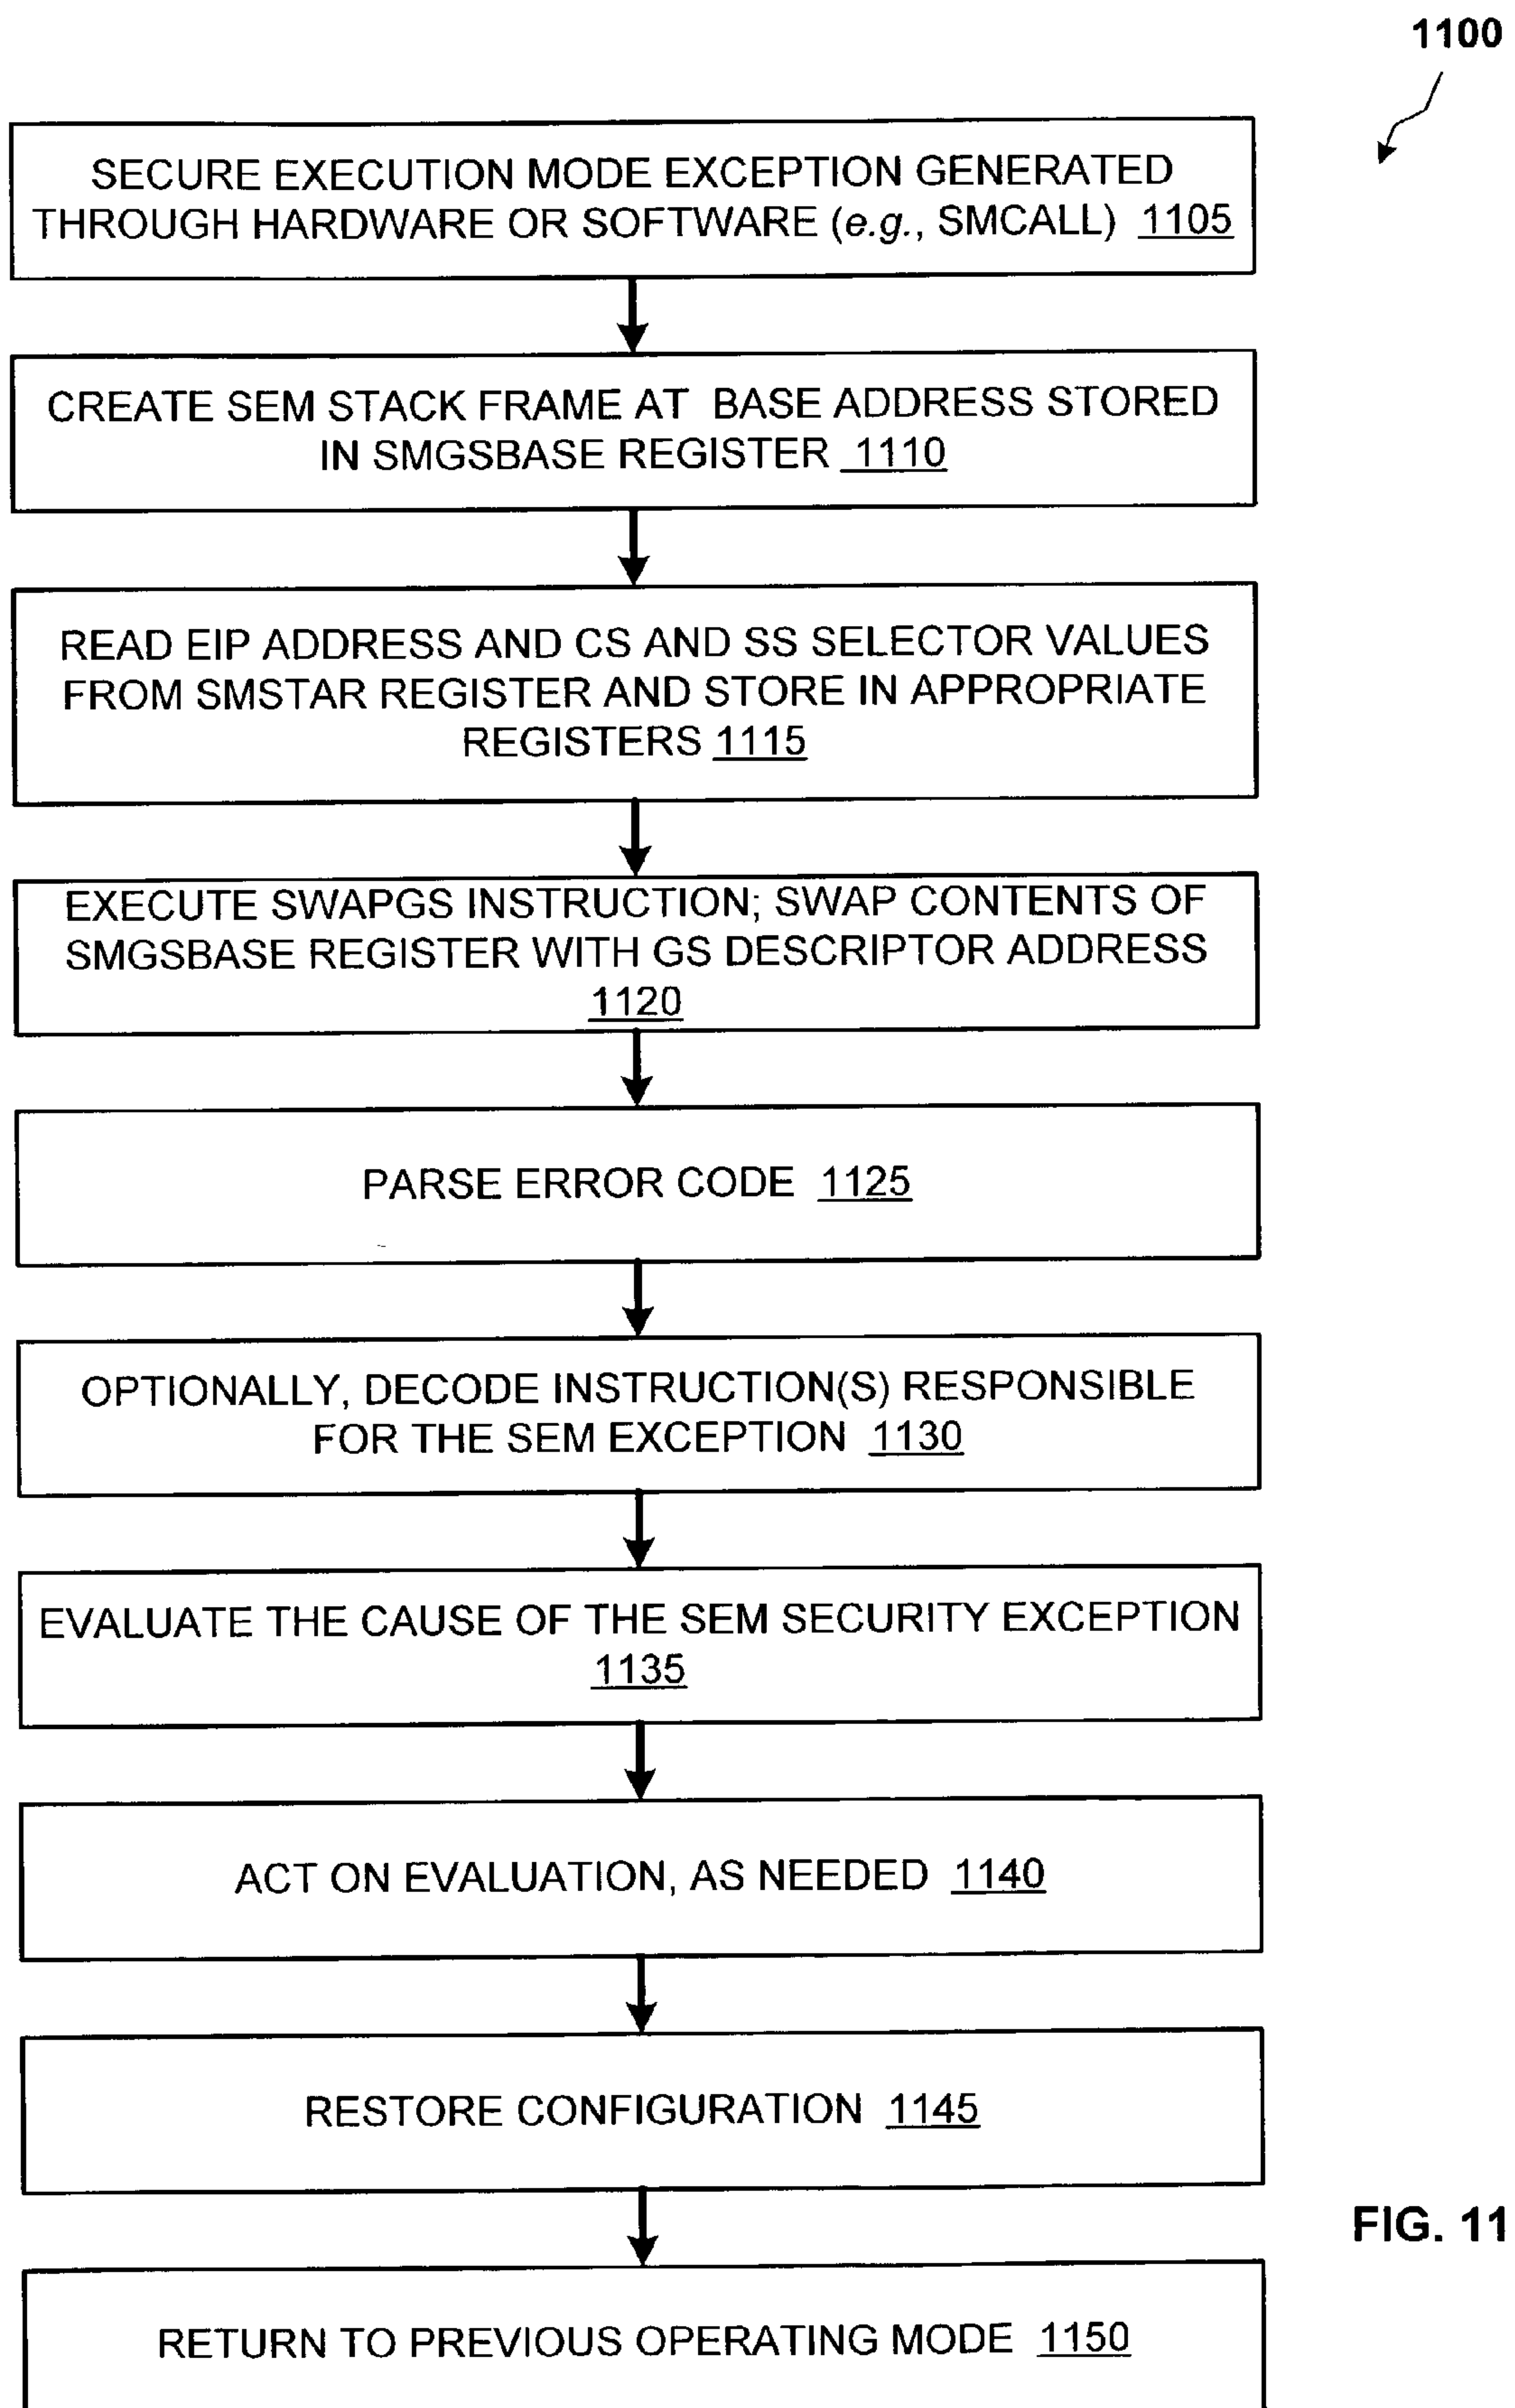 1100
SECURE EXECUTION MODE EXCEPTION GENERATED
THROUGH HARDWARE OR SOFTWARE (e.g., SMCALL) 1105
CREATE SEM STACK FRAME AT BASE ADDRESS STORED
IN SMGSBASE REGISTER 1110
READ EIP ADDRESS AND CS AND SS SELECTOR VALUES
FROM SMSTAR REGISTER AND STORE IN APPROPRIATE
REGISTERS 1115
EXECUTE SWAPGS INSTRUCTION; SWAP CONTENTS OF
SMGSBASE REGISTER WITH GS DESCRIPTOR ADDRESS
1120
PARSE ERROR CODE 1125
OPTIONALLY, DECODE INSTRUCTION(S) RESPONSIBLE
FOR THE SEM EXCEPTION 1130
EVALUATE THE CAUSE OF THE SEM SECURITY EXCEPTION
1135
ACT ON EVALUATION, AS NEEDED 1140
RESTORE CONFIGURATION 1145
FIG. 11
RETURN TO PREVIOUS OPERATING MODE 1150